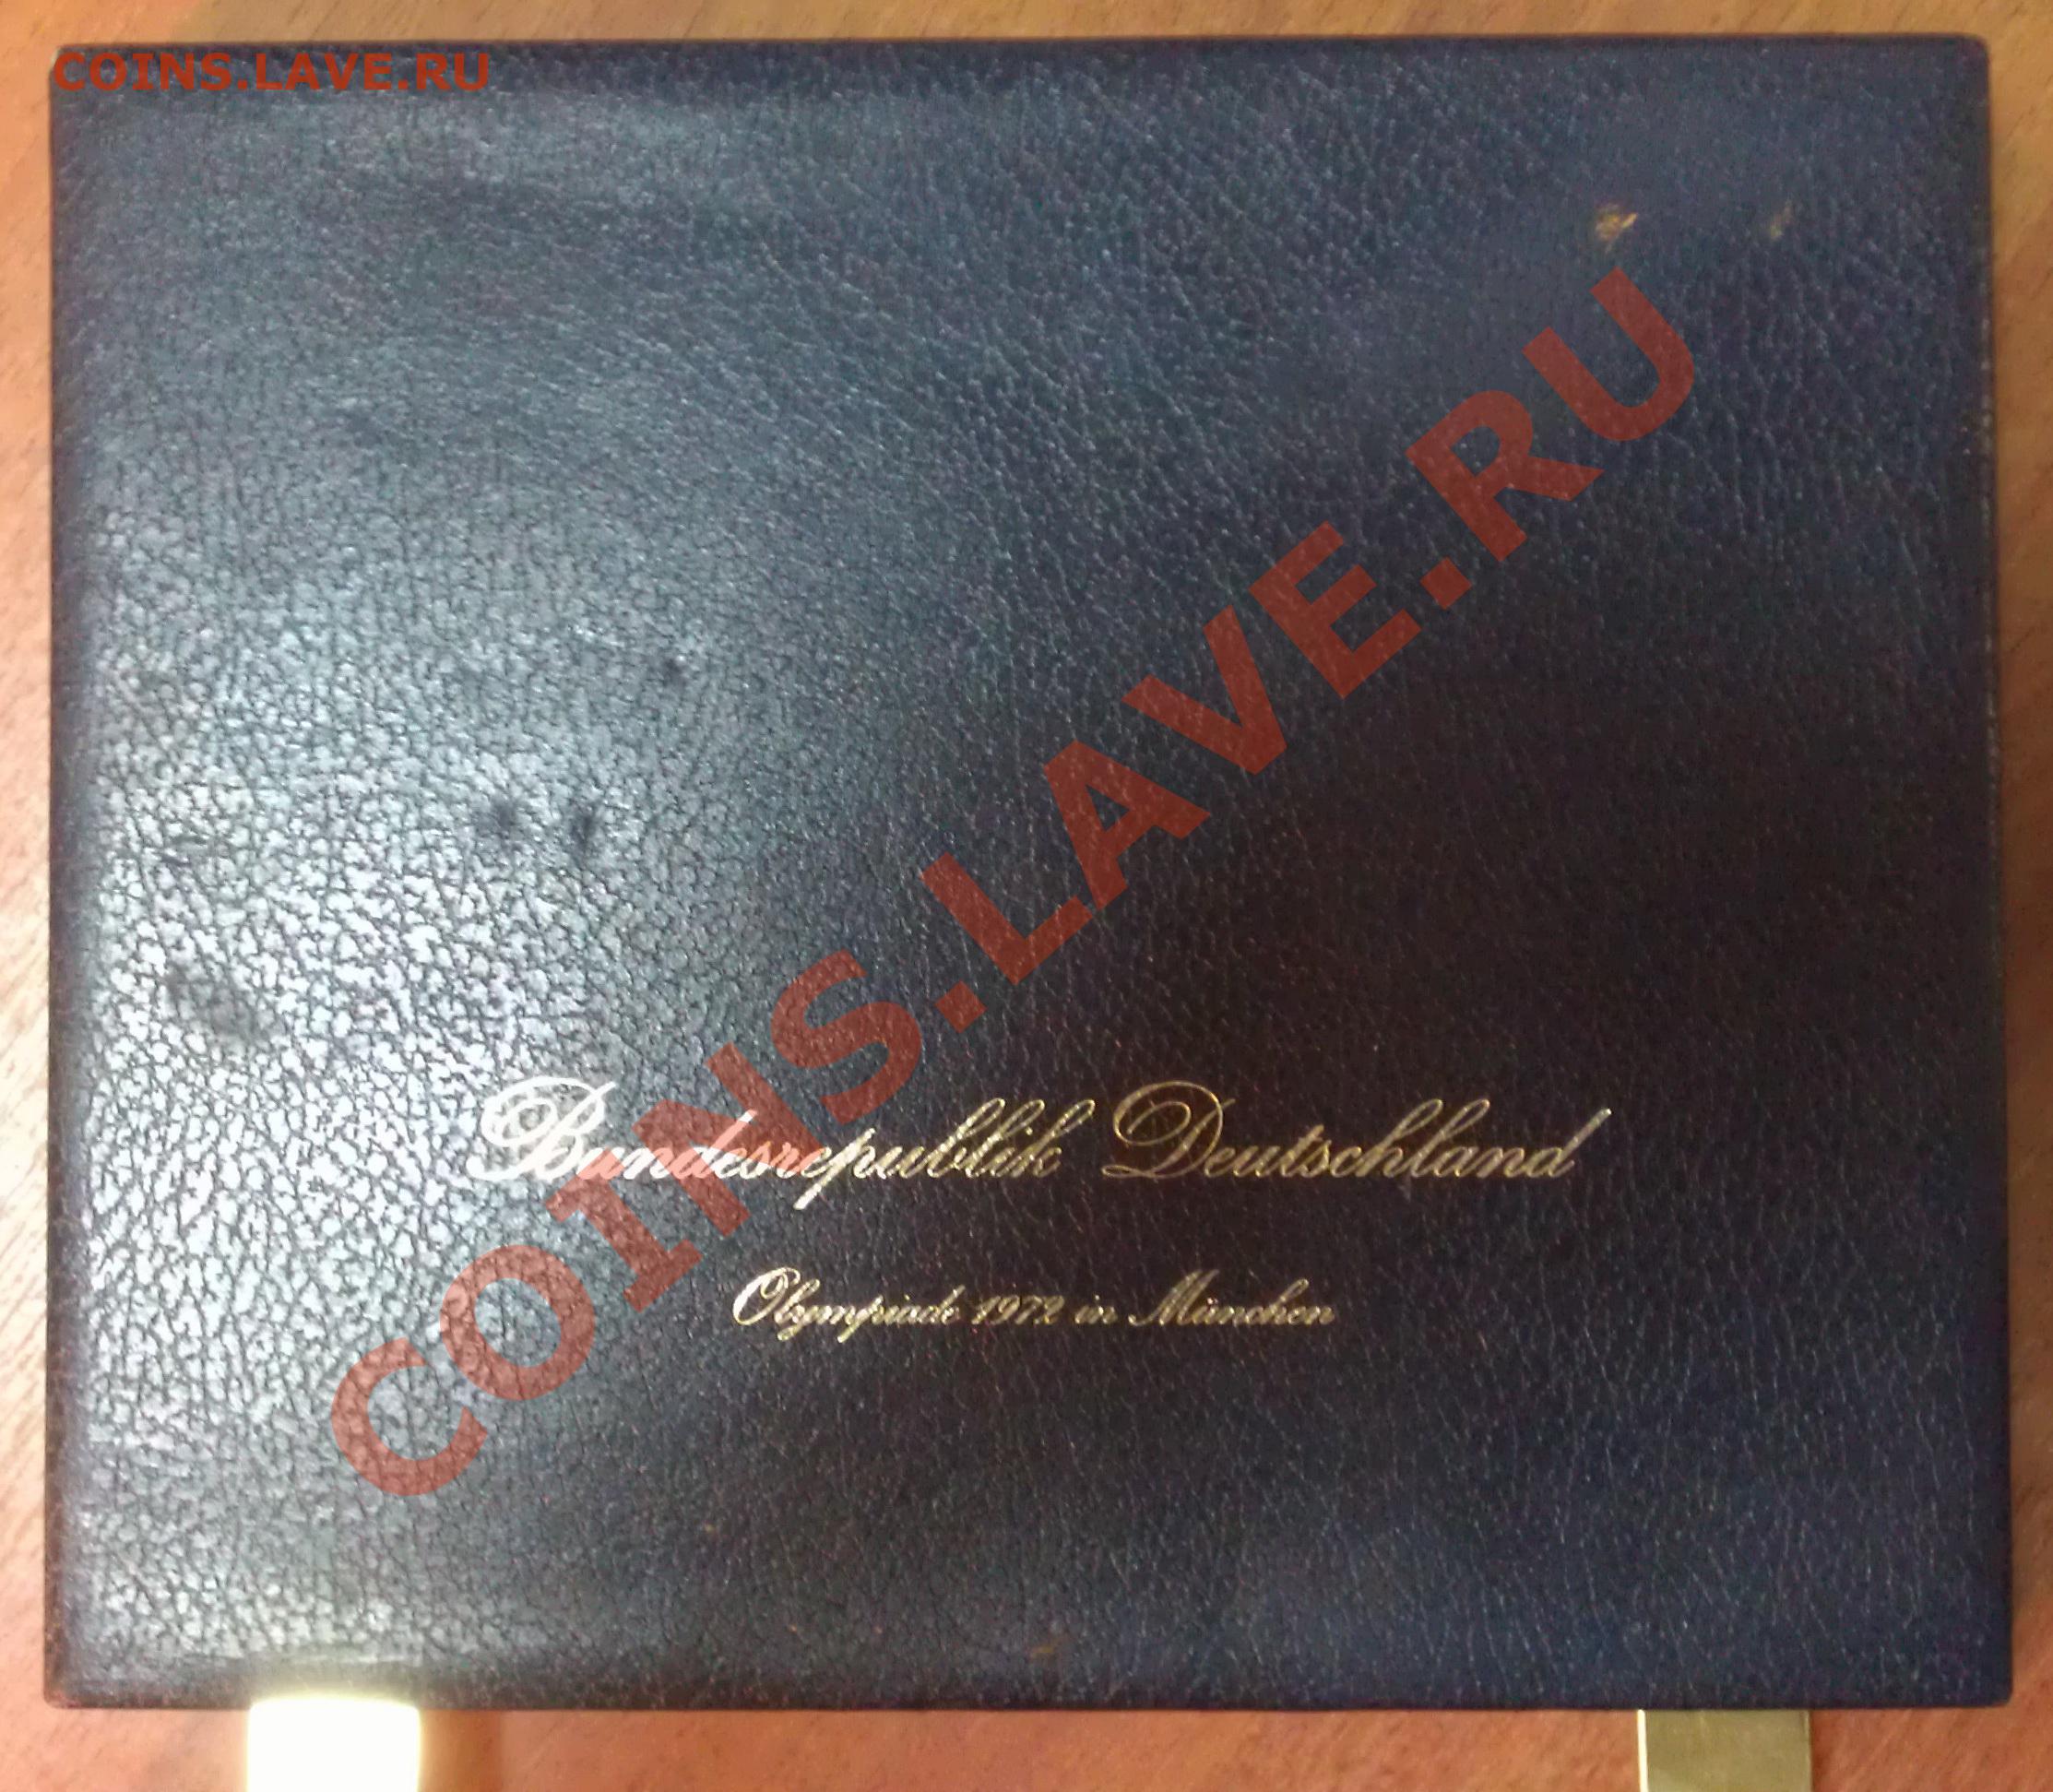 COINS.LAVE.RU
COINS.LAVE.RU
Bundesrepublik Deutschland
Olympiade 1972 in München